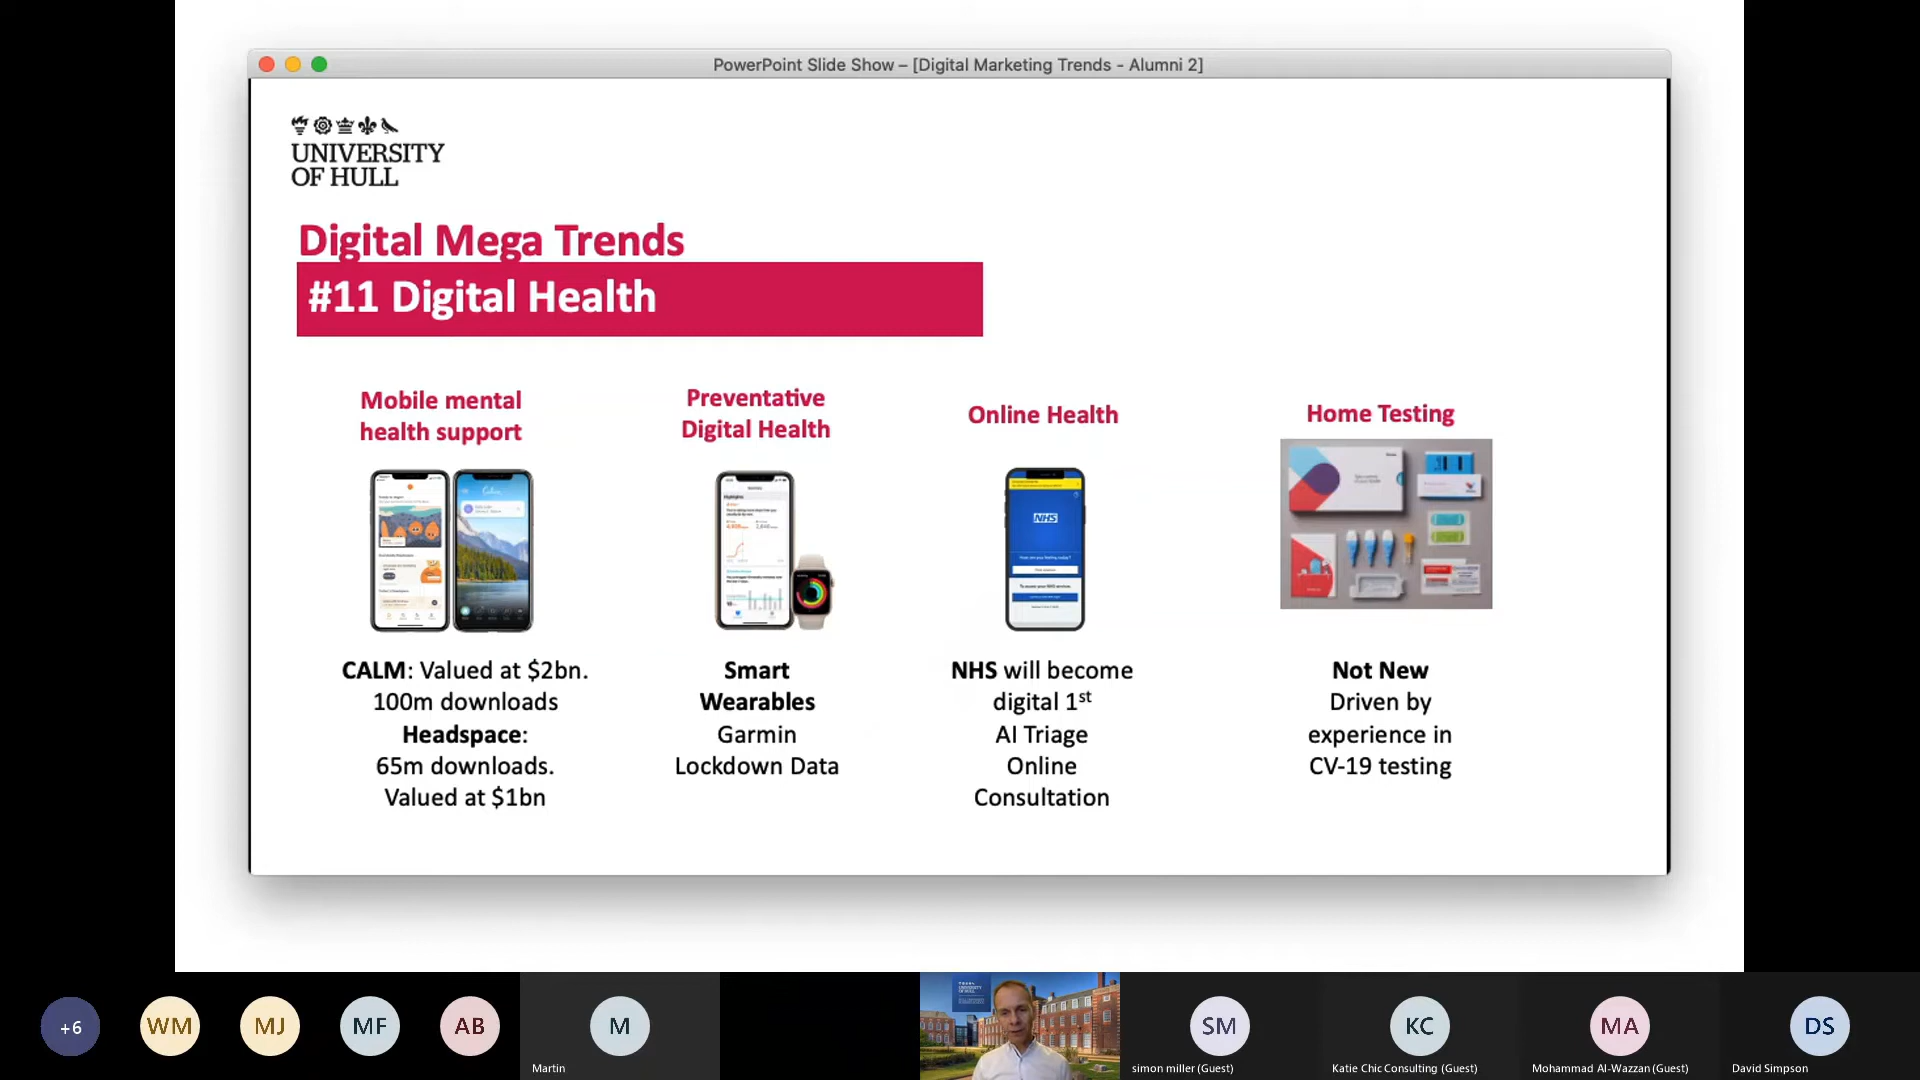 PowerPoint Slide Show – [Digital Marketing Trends - Alumni 2]
UNIVERSITY
OF HULL
Digital Mega Trends
#11 Digital Health
Mobile mental
health support
Preventative
Digital Health
Online Health
Home Testing
Calm
NHS
CALM: Valued at $2bn.
100m downloads
Headspace:
65m downloads.
Valued at $1bn
Smart
Wearables
Garmin
Lockdown Data
NHS will become
digital 1st
AI Triage
Online
Consultation
Not New
Driven by
experience in
CV-19 testing
+6
WM
MJ
MF
AB
M
Martin
UNIVERSITY
OF HULL
SM
simon miller (Guest)
KC
Katie Chic Consulting (Guest)
MA
Mohammad Al-Wazzan (Guest)
DS
David Simpson